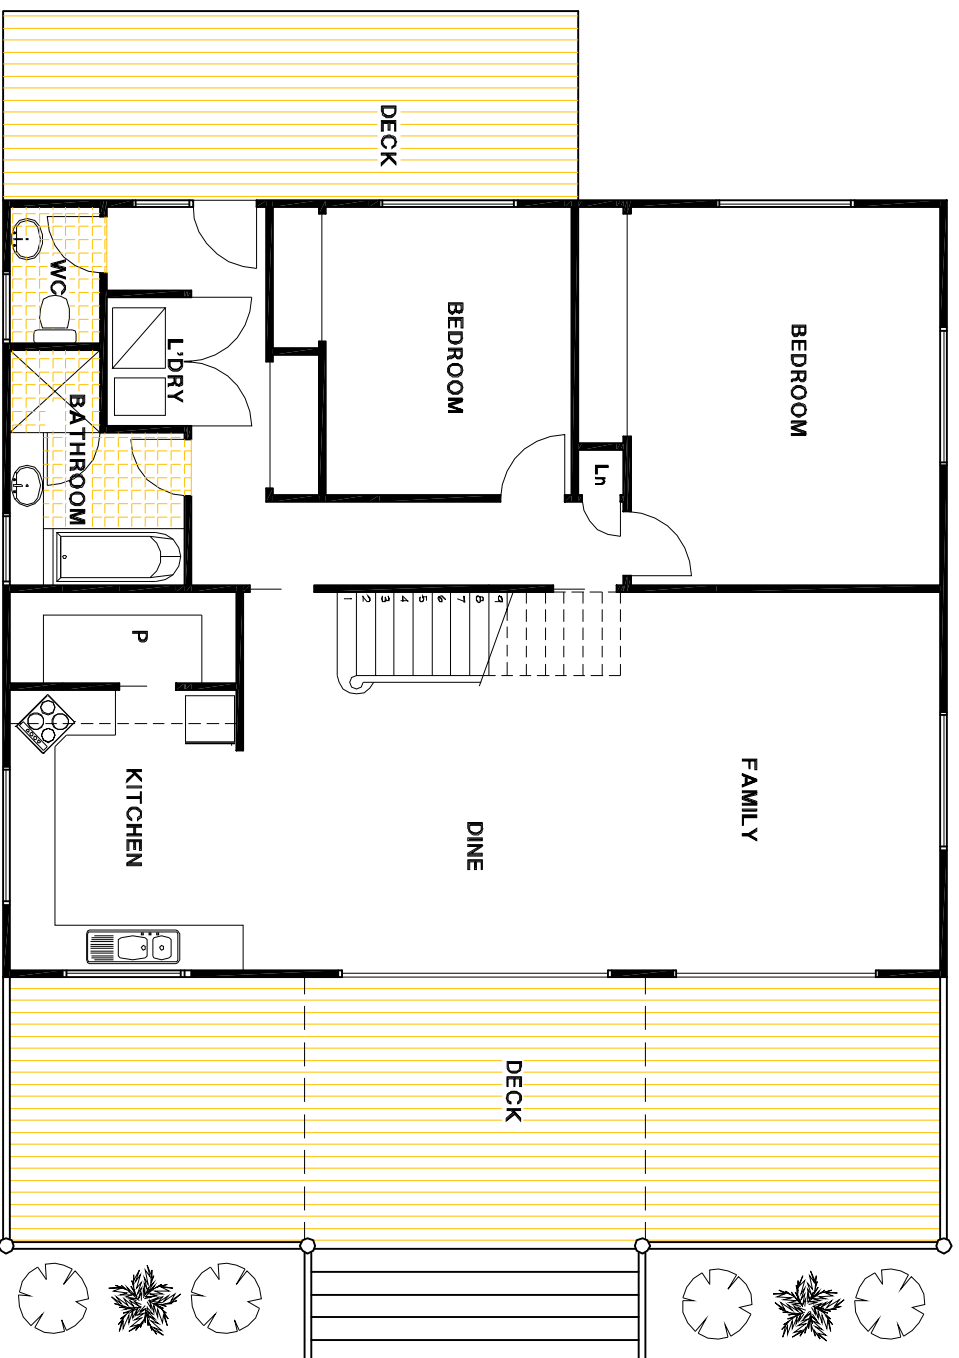 DECK
WC
L'DRY
BATHROOM
BEDROOM
BEDROOM
Ln
P
1 2 3 4 5 6 7 8 9
KITCHEN
DINE
FAMILY
DECK